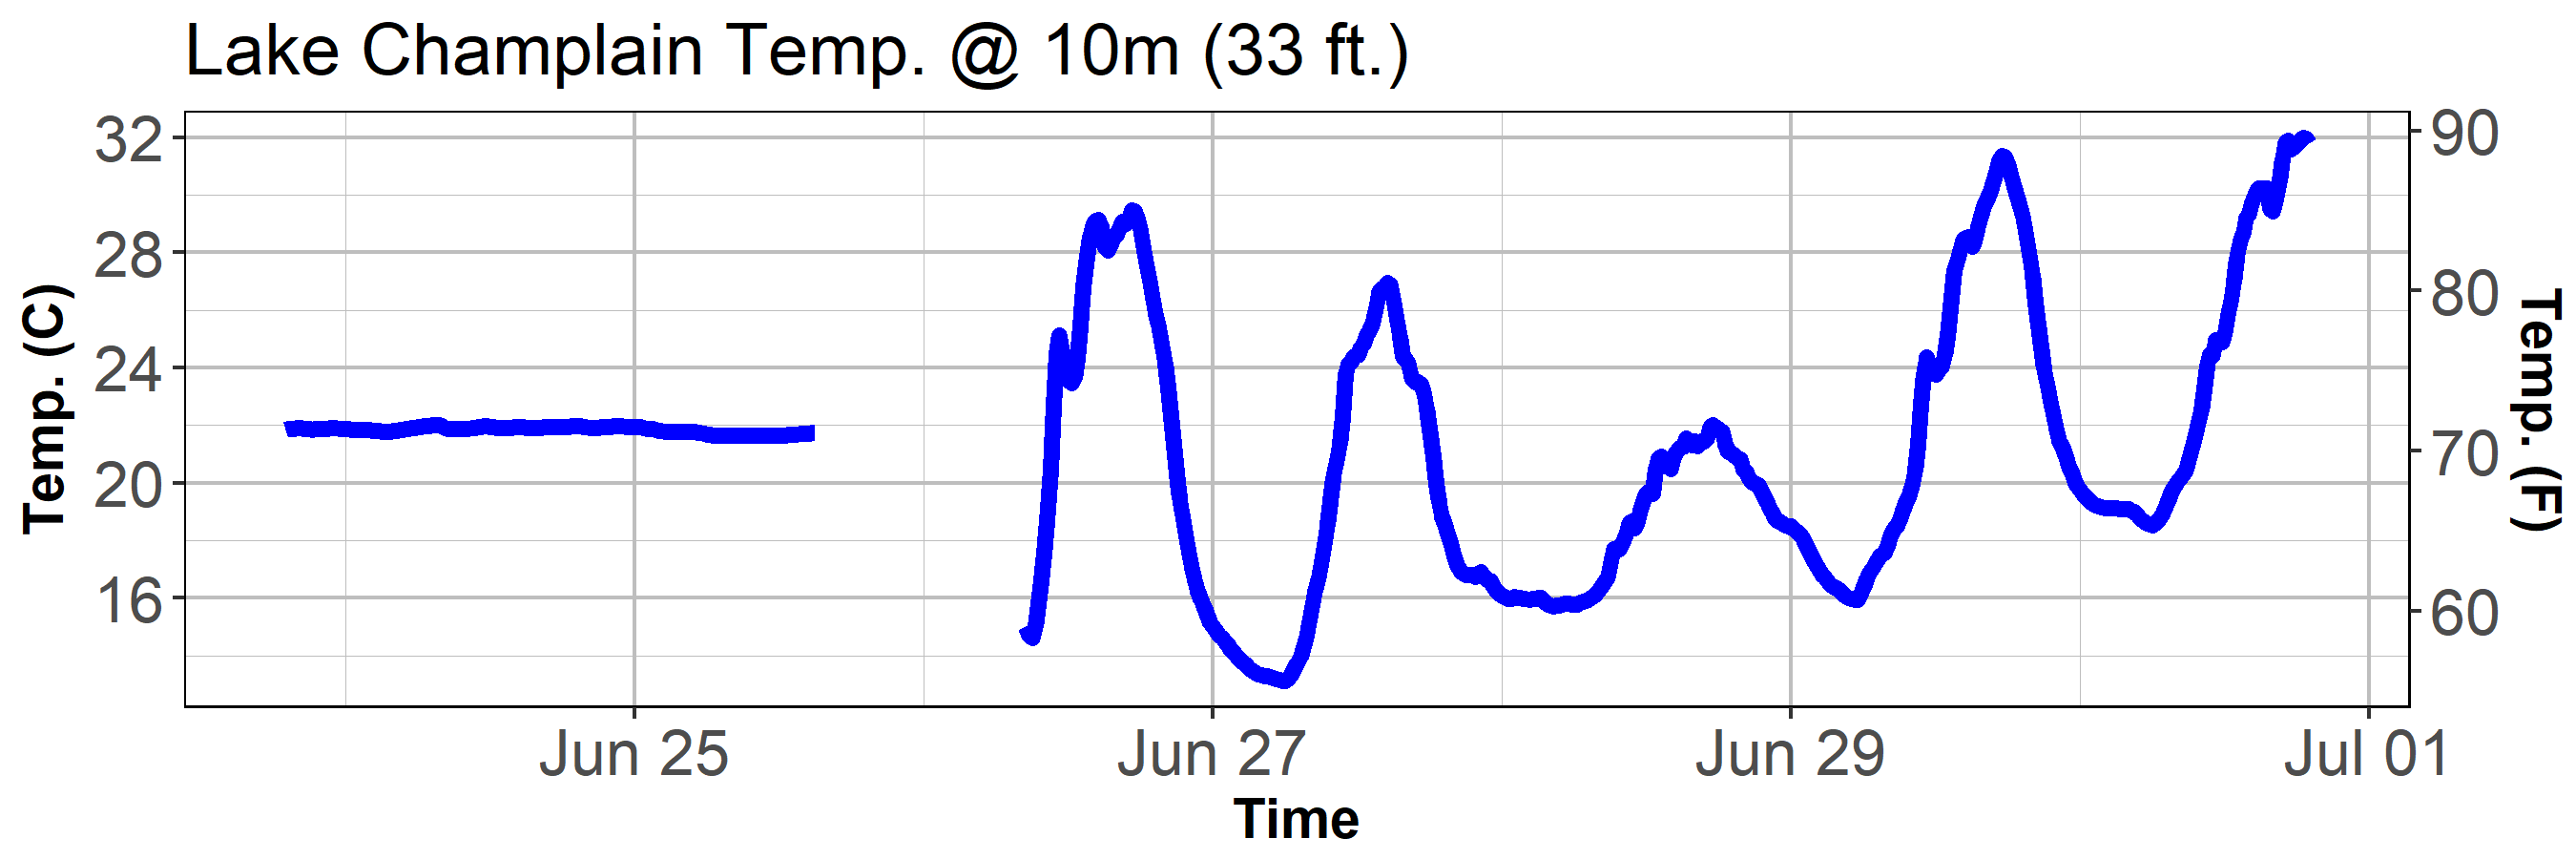 Lake Champlain Temp. @ 10m (33 ft.)
32
28
24
20
16
Temp. (C)
90
80
70
60
Temp. (F)
Jun 25
Jun 27
Jun 29
Jul 01
Time